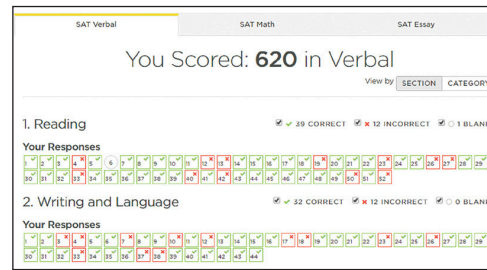 SAT Verbal SAT Math SAT Essay
You Scored: 620 in Verbal
View by SECTION CATEGORY
1. Reading 39 CORRECT 12 INCORRECT 1 BLANK
Your Responses
1 2 3 4 5 6 7 8 9 10 11 12 13 14 15 16 17 18 19 20 21 22 23 24 25 26 27 28 29
30 31 32 33 34 35 36 37 38 39 40 41 42 43 44 45 46 47 48 49 50 51 52
2. Writing and Language 32 CORRECT 12 INCORRECT 0 BLANK
Your Responses
1 2 3 4 5 6 7 8 9 10 11 12 13 14 15 16 17 18 19 20 21 22 23 24 25 26 27 28 29
30 31 32 33 34 35 36 37 38 39 40 41 42 43 44